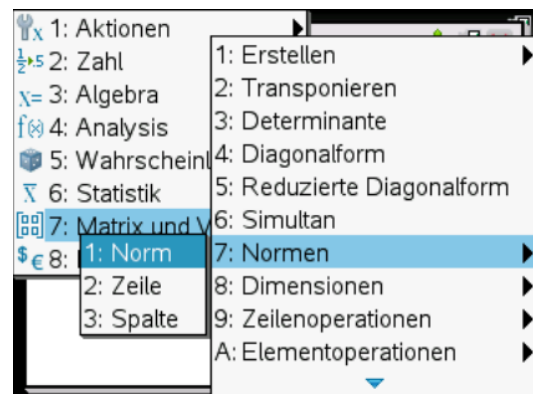 1: Aktionen
2: Zahl
3: Algebra
4: Analysis
5: Wahrscheinl
6: Statistik
7: Matrix und V
8:
1: Erstellen
2: Transponieren
3: Determinante
4: Diagonalform
5: Reduzierte Diagonalform
6: Simultan
7: Normen
8: Dimensionen
9: Zeilenoperationen
A: Elementoperationen
1: Norm
2: Zeile
3: Spalte